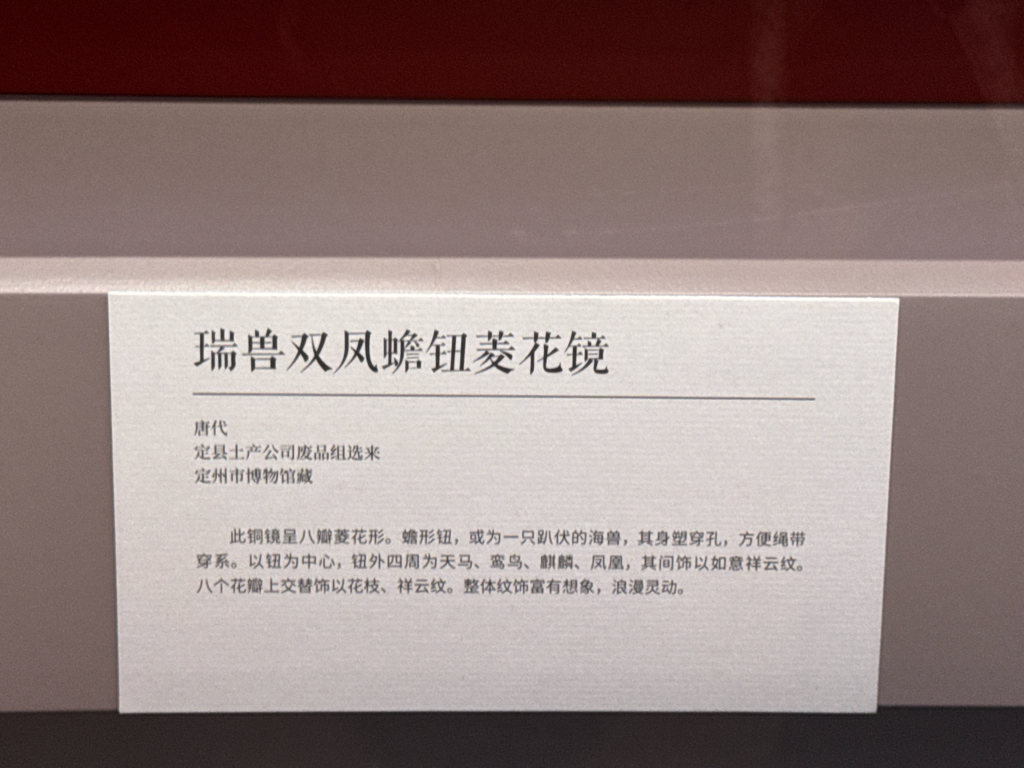 瑞兽双凤蟾钮菱花镜
唐代
定县土产公司废品组选来
定州市博物馆藏
此铜镜呈八瓣菱花形。蟾形钮，或为一只趴伏的海兽，其身塑穿孔，方便绳带
穿系。以钮为中心，钮外四周为天马、鸾鸟、麒麟、凤凰，其间饰以如意祥云纹。
八个花瓣上交替饰以花枝、祥云纹。整体纹饰富有想象，浪漫灵动。